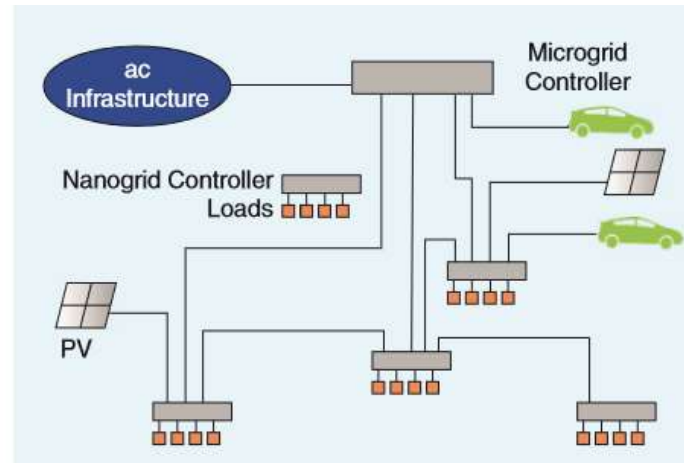 ac
Infrastructure
Microgrid
Controller
Nanogrid Controller
Loads
PV